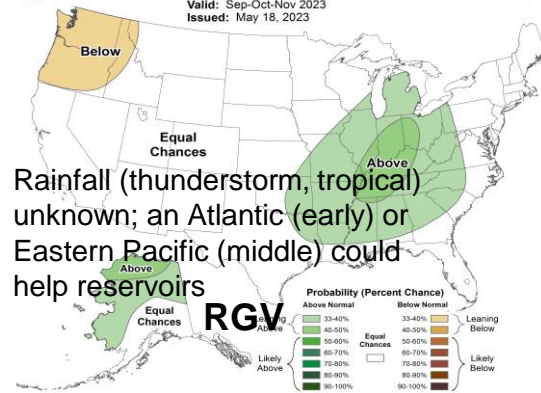 Valid: Sep-Oct-Nov 2023
Issued: May 18, 2023
Below
Equal
Chances
Above
Rainfall (thunderstorm, tropical)
unknown; an Atlantic (early) or
Eastern Pacific (middle) could
help reservoirs
Above
Equal
Chances
RGV
Probability (Percent Chance)
Above Normal
Below Normal
Leaning
Above
33-40%
40-50%
50-60%
60-70%
70-80%
80-90%
90-100%
Likely
Above
Equal
Chances
33-40%
40-50%
50-60%
60-70%
70-80%
80-90%
90-100%
Leaning
Below
Likely
Below